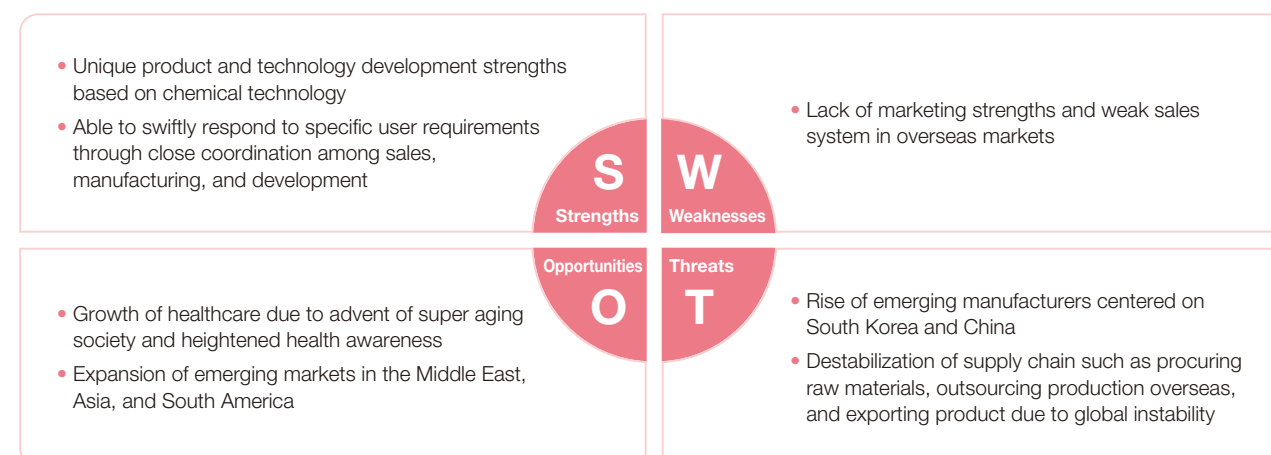 • Unique product and technology development strengths
based on chemical technology
• Able to swiftly respond to specific user requirements
through close coordination among sales,
manufacturing, and development
S
Strengths
• Lack of marketing strengths and weak sales
system in overseas markets
W
Weaknesses
Opportunities
O
• Growth of healthcare due to advent of super aging
society and heightened health awareness
• Expansion of emerging markets in the Middle East,
Asia, and South America
Threats
T
• Rise of emerging manufacturers centered on
South Korea and China
• Destabilization of supply chain such as procuring
raw materials, outsourcing production overseas,
and exporting product due to global instability